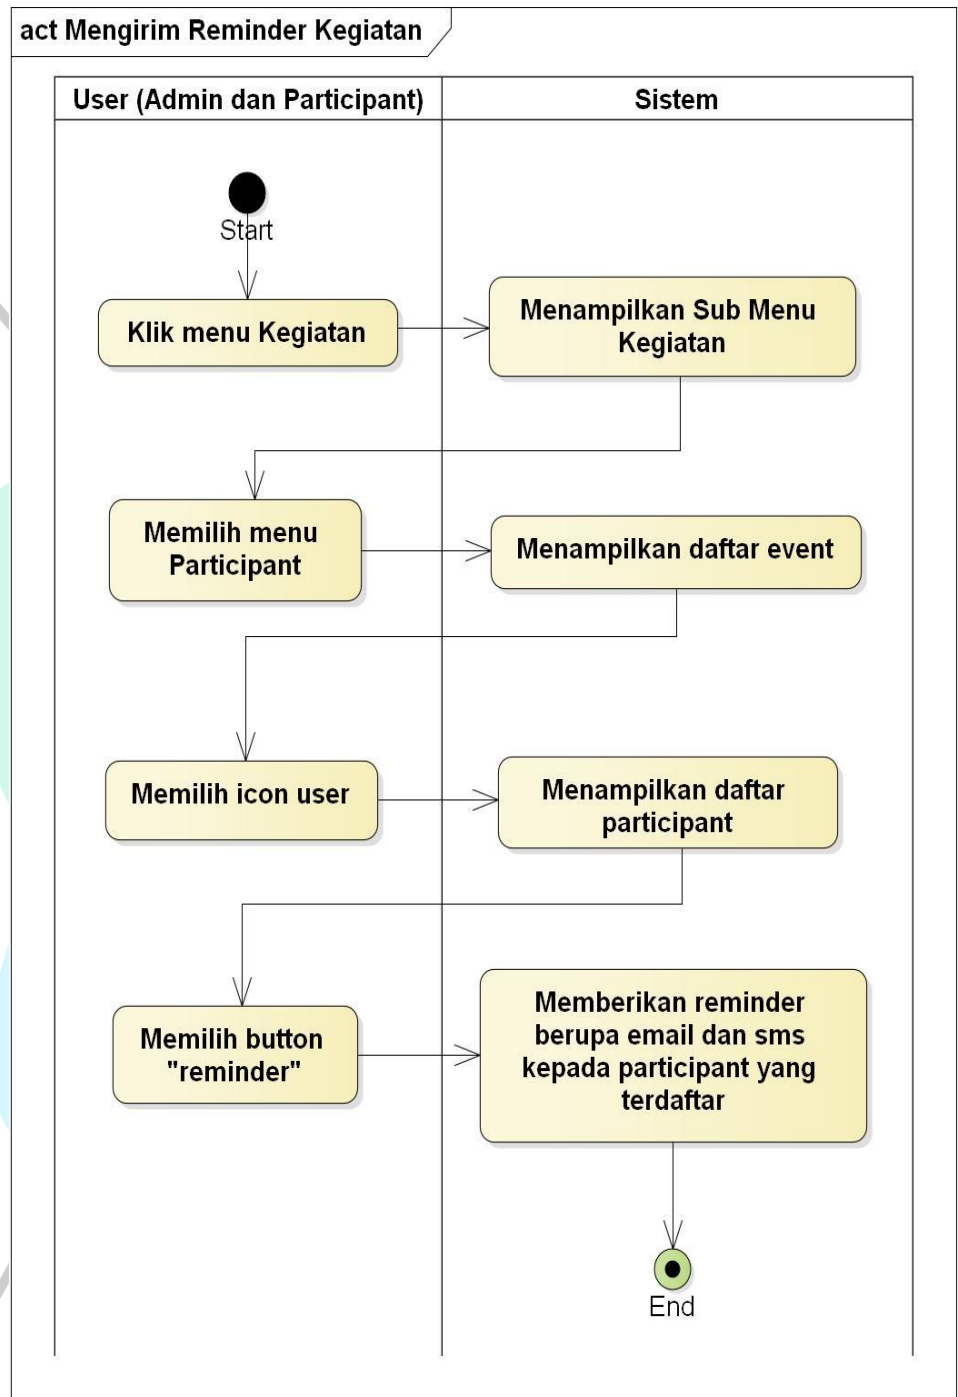 act Mengirim Reminder Kegiatan
User (Admin dan Participant)
Sistem
Start
Klik menu Kegiatan
Menampilkan Sub Menu
Kegiatan
Memilih menu
Participant
Menampilkan daftar event
Memilih icon user
Menampilkan daftar
participant
Memilih button
"reminder"
Memberikan reminder
berupa email dan sms
kepada participant yang
terdaftar
End